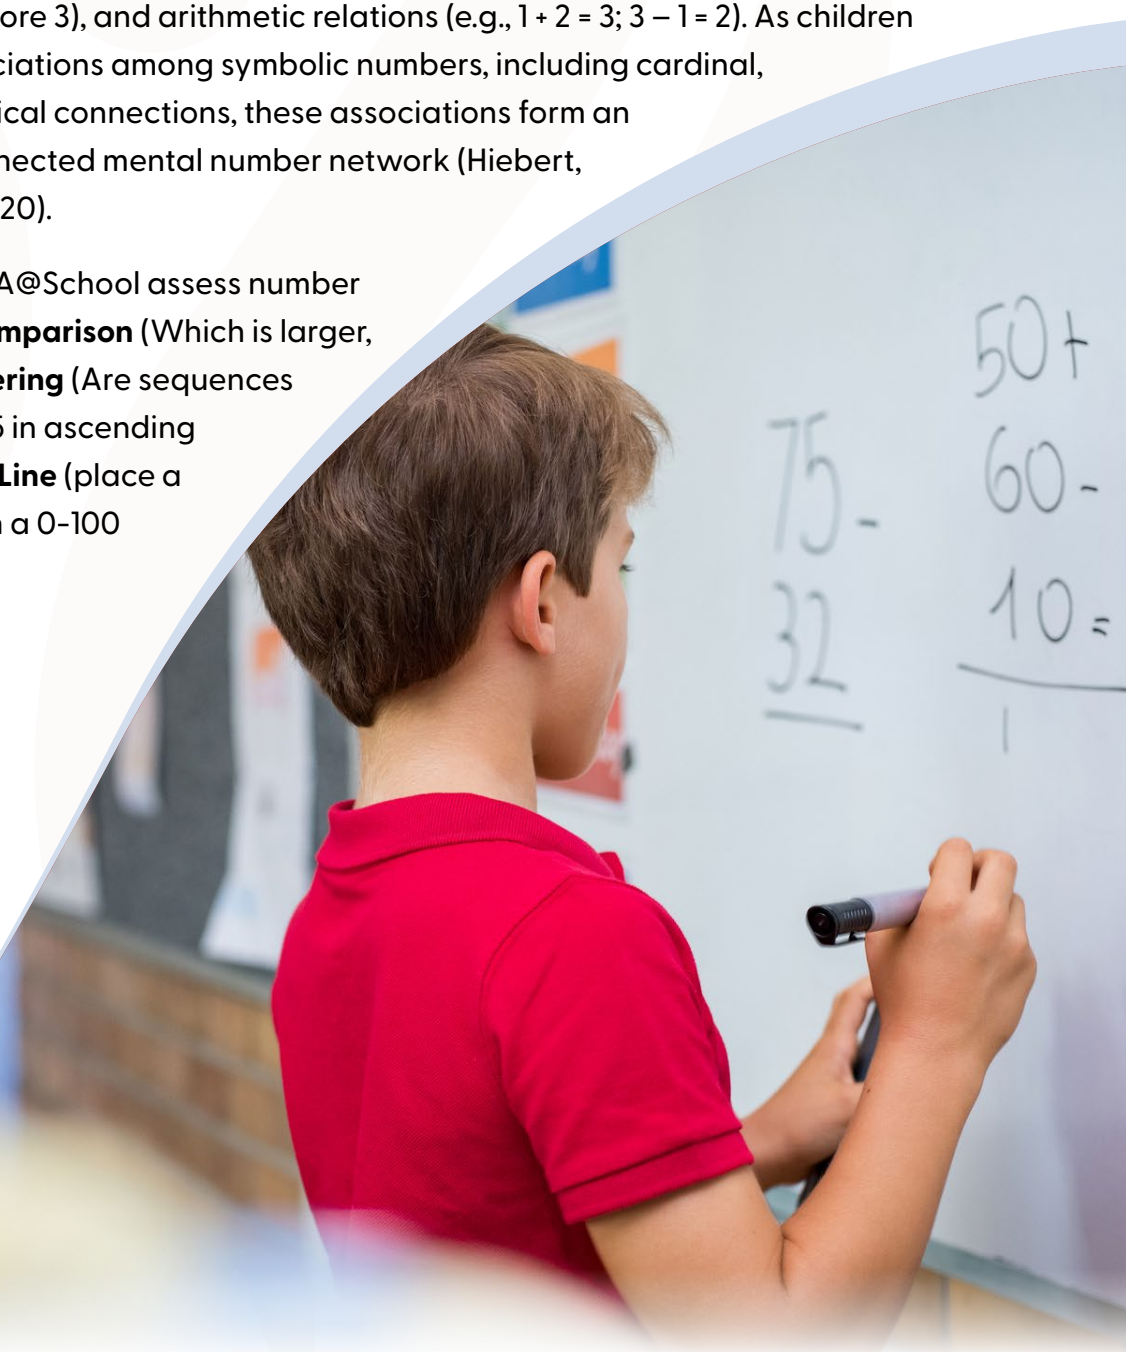 ore 3), and arithmetic relations (e.g., 1 + 2 = 3; 3 – 1 = 2). As children
ciations among symbolic numbers, including cardinal,
ical connections, these associations form an
nected mental number network (Hiebert,
20).
A@School assess number
mparison (Which is larger,
ering (Are sequences
in ascending
Line (place a
a 0-100
75 -
32
50+
60-
10=
1